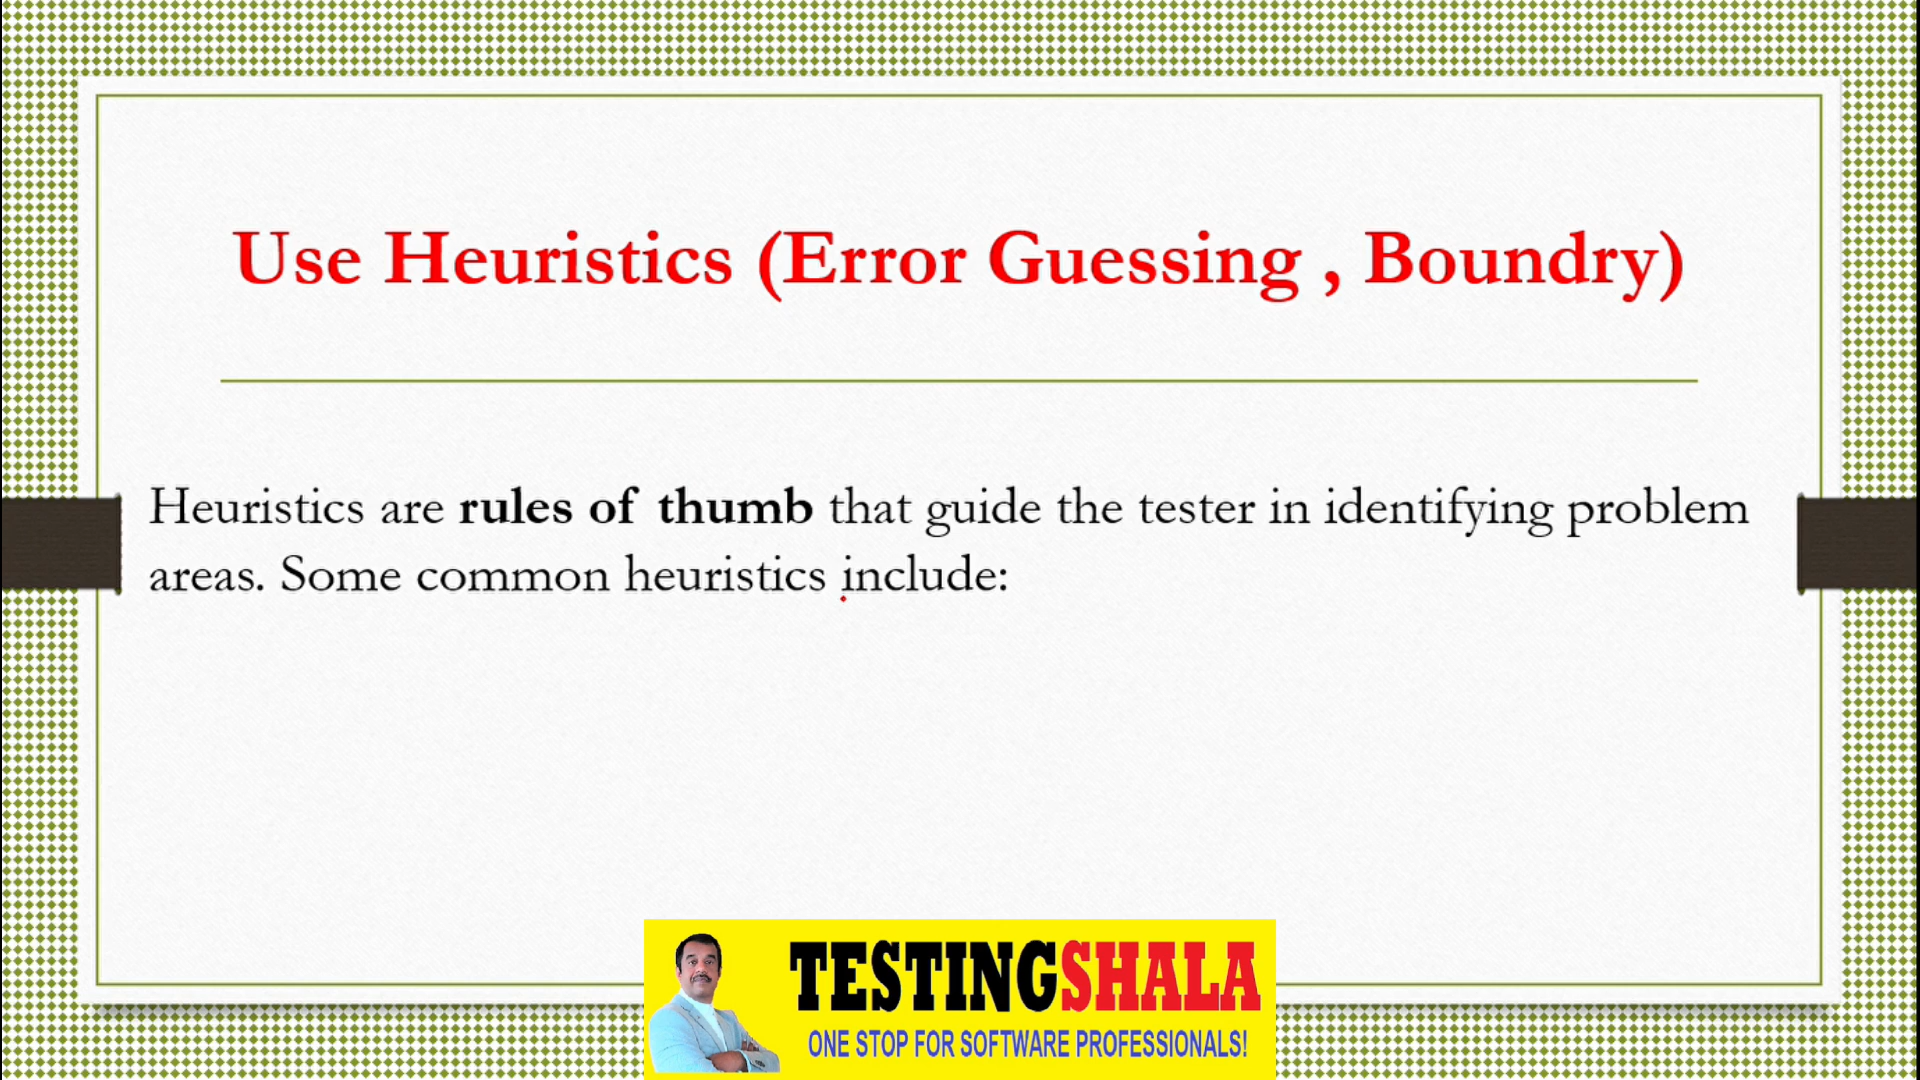 Use Heuristics (Error Guessing , Boundry)
Heuristics are rules of thumb that guide the tester in identifying problem
areas. Some common heuristics include:
TESTINGSHALA
ONE STOP FOR SOFTWARE PROFESSIONALS!